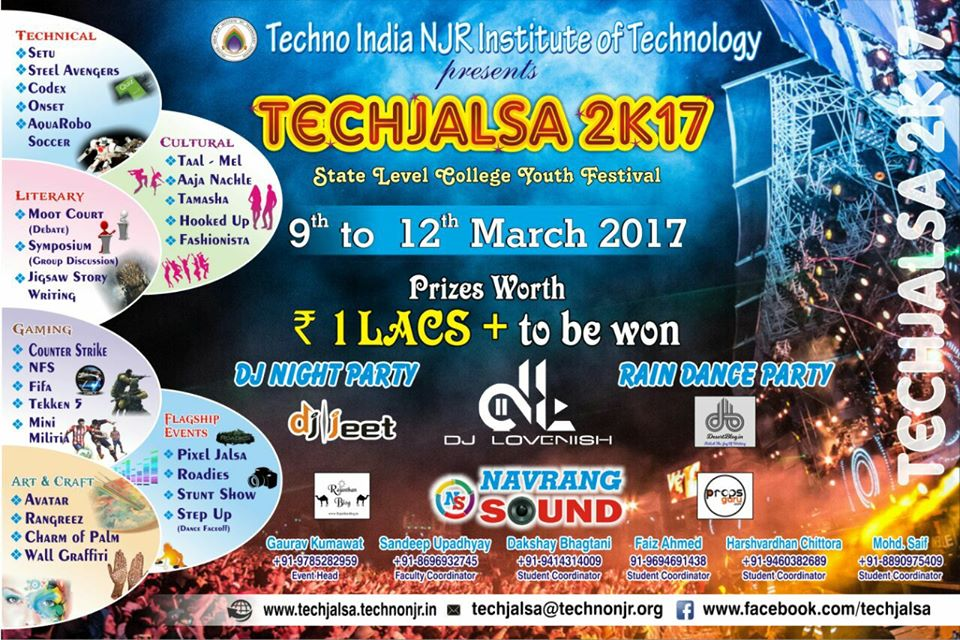 Techno India NJR Institute of Technology
presents
TECHJALSA 2K17
State Level College Youth Festival
9th to 12th March 2017
Prizes Worth
₹ 1 LACS + to be won
DJ NIGHT PARTY
RAIN DANCE PARTY
dj Jeet
DJ LOVENISH
DesertBlog.in
Rajasthan
Blog
NAVRANG
NS
SOUND
props
guru
TECHNICAL
SETU
STEEL AVENGERS
CODEX
ONSET
AQUAROBO
SOCCER
CULTURAL
TAAL - MEL
AAJA NACHLE
TAMASHA
HOOKED UP
FASHIONISTA
LITERARY
MOOT COURT
(DEBATE)
SYMPOSIUM
(GROUP DISCUSSION)
JIGSAW STORY
WRITING
GAMING
COUNTER STRIKE
NFS
FIFA
TEKKEN 5
MINI
MILITIA
FLAGSHIP
EVENTS
PIXEL JALSA
ROADIES
STUNT SHOW
STEP UP
(DANCE FACEOFF)
ART & CRAFT
AVATAR
RANGREEZ
CHARM OF PALM
WALL GRAFFITI
TECHJALSA 2K17
Gaurav Kumawat
+91-9785282959
Event Head
Sandeep Upadhyay
+91-8696932745
Faculty Coordinator
Dakshay Bhagtani
+91-9414314009
Student Coordinator
Faiz Ahmed
91-9694691438
Student Coordinator
Harshvardhan Chittora
+91-9460382689
Student Coordinator
Mohd. Saif
+91-8890975409
Student Coordinator
www.techjalsa.technonjr.in
techjalsa@technonjr.org
www.facebook.com/techjalsa